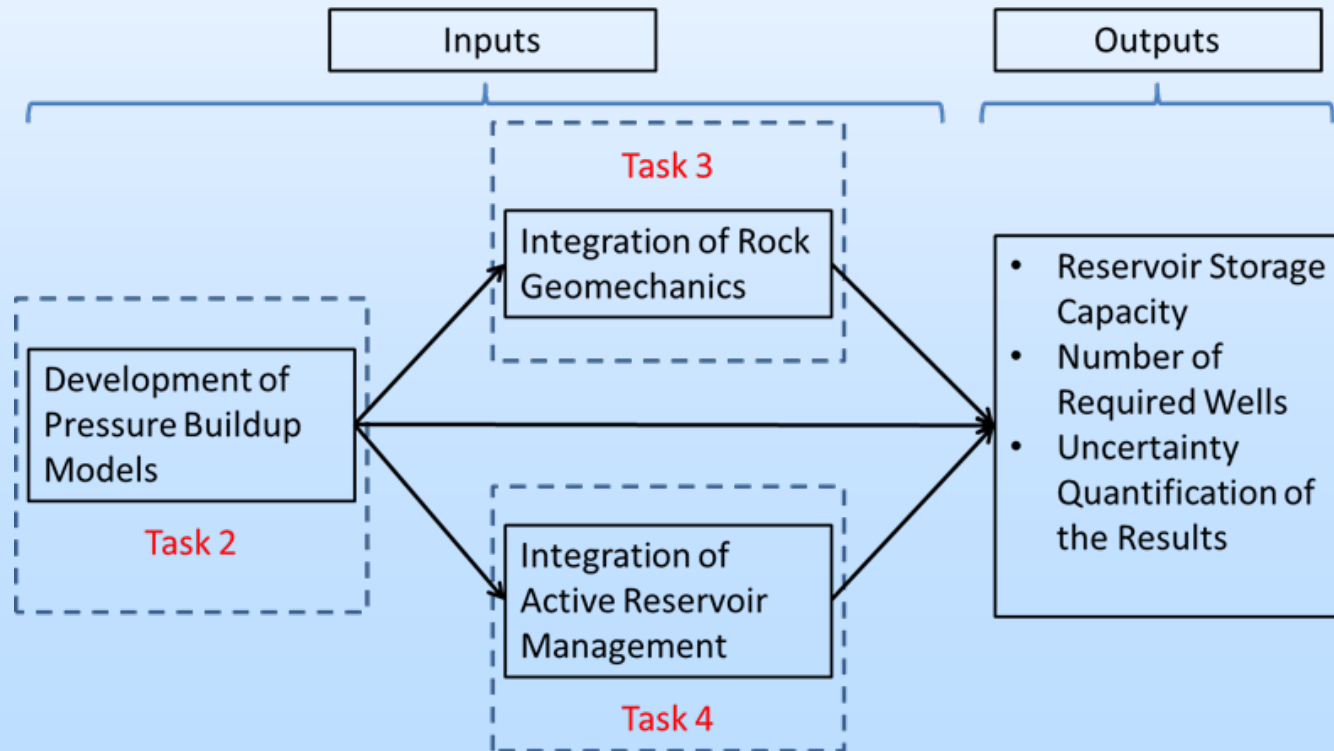 Inputs
Outputs
Task 3
Integration of Rock
Geomechanics
Development of
Pressure Buildup
Models
Task 2
Integration of
Active Reservoir
Management
Task 4
• Reservoir Storage
Capacity
• Number of
Required Wells
• Uncertainty
Quantification of
the Results